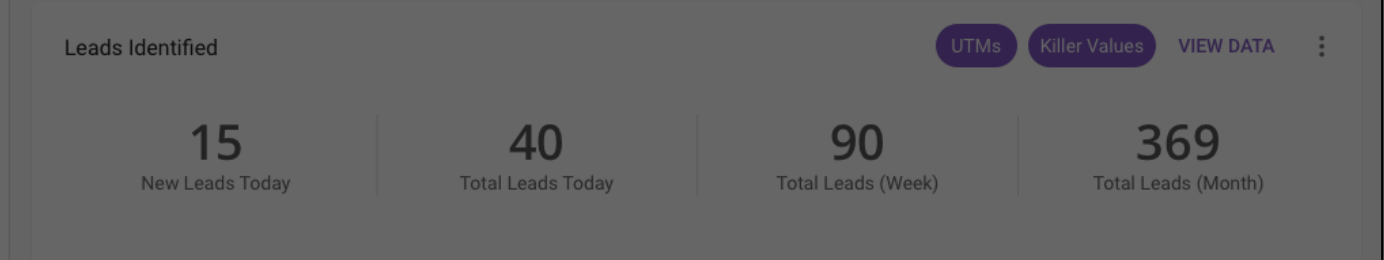 Leads Identified
UTMs
Killer Values
VIEW DATA
15
New Leads Today
40
Total Leads Today
90
Total Leads (Week)
369
Total Leads (Month)